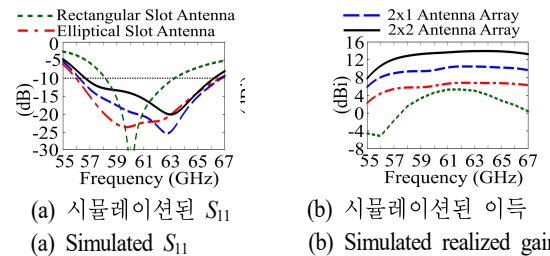 Rectangular Slot Antenna
Elliptical Slot Antenna
2x1 Antenna Array
2x2 Antenna Array
0
-5
-10
-15
-20
-25
-30
(dB)
55 57 59 61 63 65 67
Frequency (GHz)
16
12
8
4
0
-4
-8
(dBi)
55 57 59 61 63 65 67
Frequency (GHz)
(a) 시뮬레이션된 S11
(a) Simulated S11
(b) 시뮬레이션된 이득
(b) Simulated realized gain